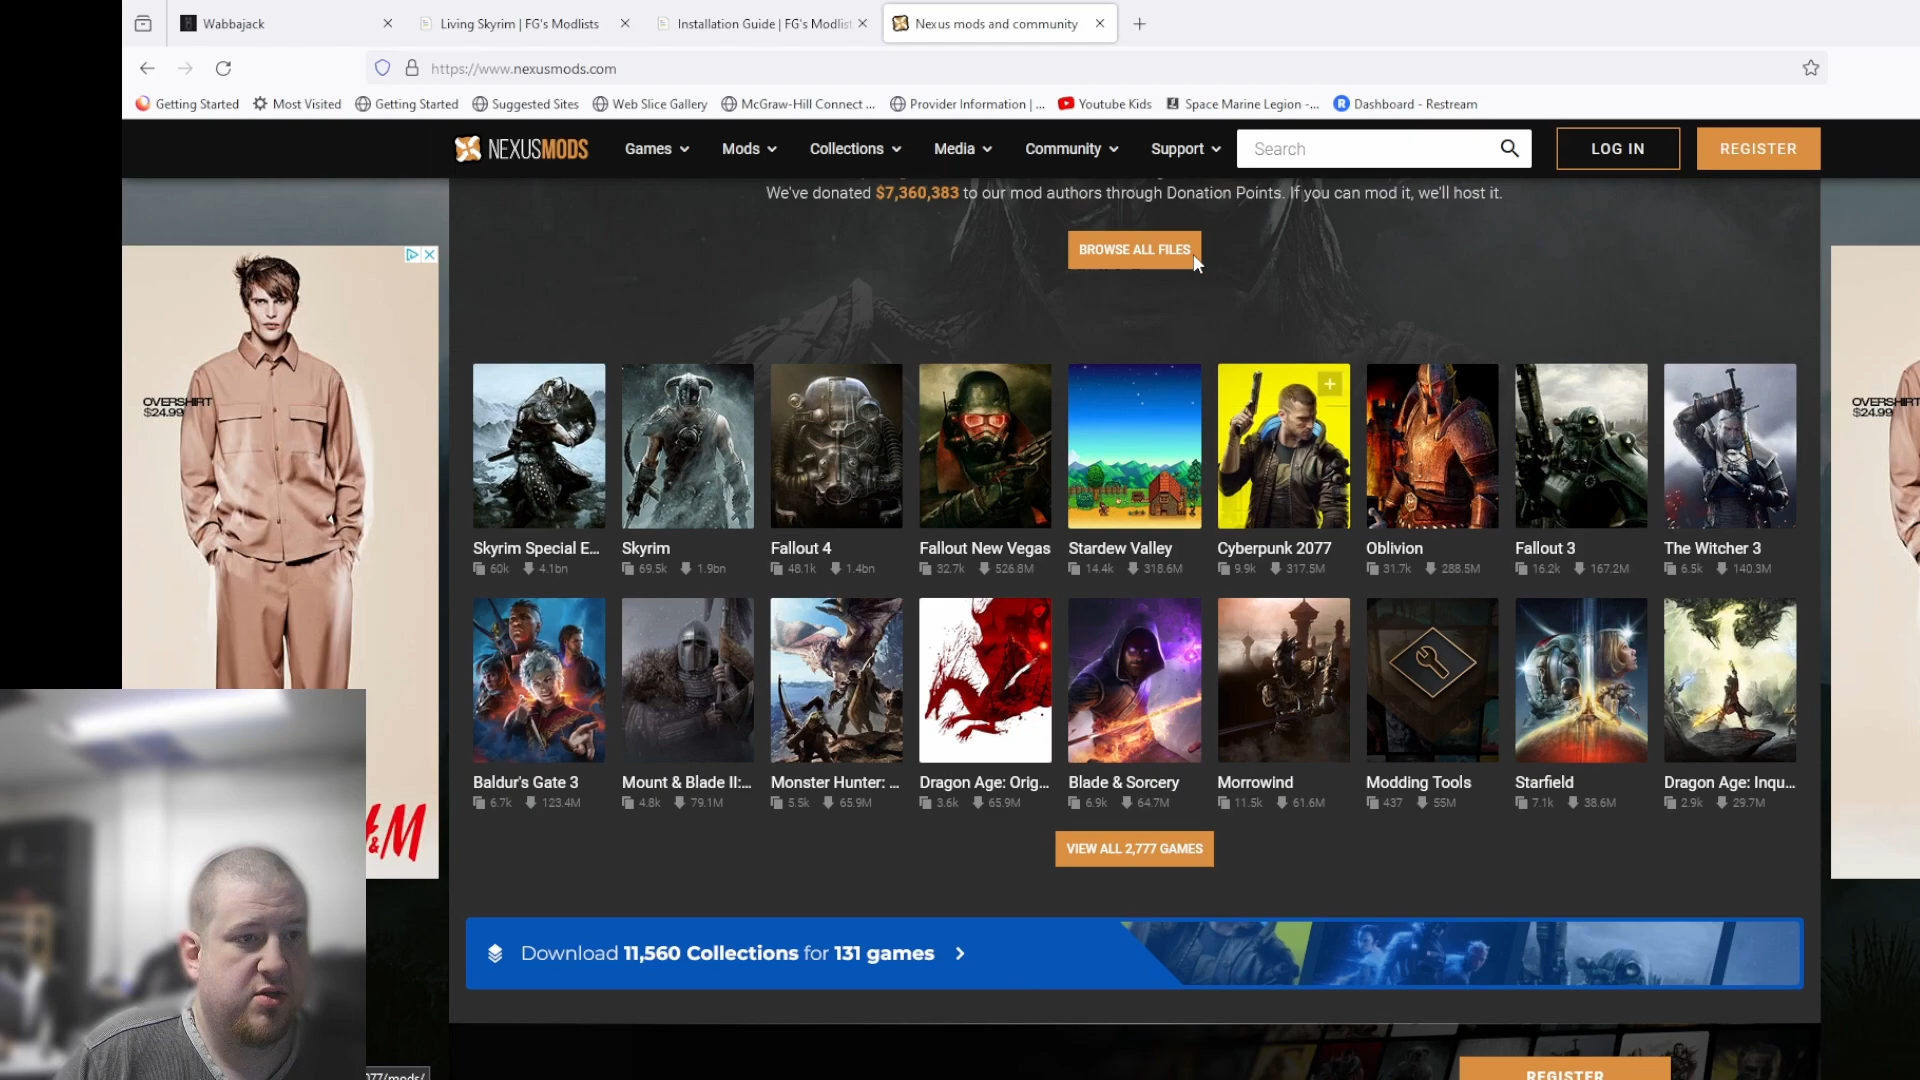 Wabbajack
Living Skyrim | FG's Modlists
Installation Guide | FG's Modlist
Nexus mods and community
https://www.nexusmods.com
Getting Started
Most Visited
Getting Started
Suggested Sites
Web Slice Gallery
McGraw-Hill Connect ...
Provider Information | ...
Youtube Kids
Space Marine Legion -...
Dashboard - Restream
NEXUSMODS
Games
Mods
Collections
Media
Community
Support
Search
LOG IN
REGISTER
We've donated $7,360,383 to our mod authors through Donation Points. If you can mod it, we'll host it.
BROWSE ALL FILES
OVERSHIRT
$24.99
OVERSHIRT
$24.99
Skyrim Special E...
60k 4.1bn
Skyrim
69.5k 1.9bn
Fallout 4
48.1k 1.4bn
Fallout New Vegas
32.7k 526.8M
Stardew Valley
14.4k 318.6M
Cyberpunk 2077
9.9k 317.5M
Oblivion
31.7k 288.5M
Fallout 3
16.2k 167.2M
The Witcher 3
6.5k 140.3M
Baldur's Gate 3
6.7k 123.4M
Mount & Blade II:...
4.8k 79.1M
Monster Hunter: ...
5.5k 65.9M
Dragon Age: Orig...
3.6k 65.9M
Blade & Sorcery
6.9k 64.7M
Morrowind
11.5k 61.6M
Modding Tools
437 55M
Starfield
7.1k 38.6M
Dragon Age: Inqu...
2.9k 29.7M
&M
VIEW ALL 2,777 GAMES
Download 11,560 Collections for 131 games
REGISTER
077/mods/